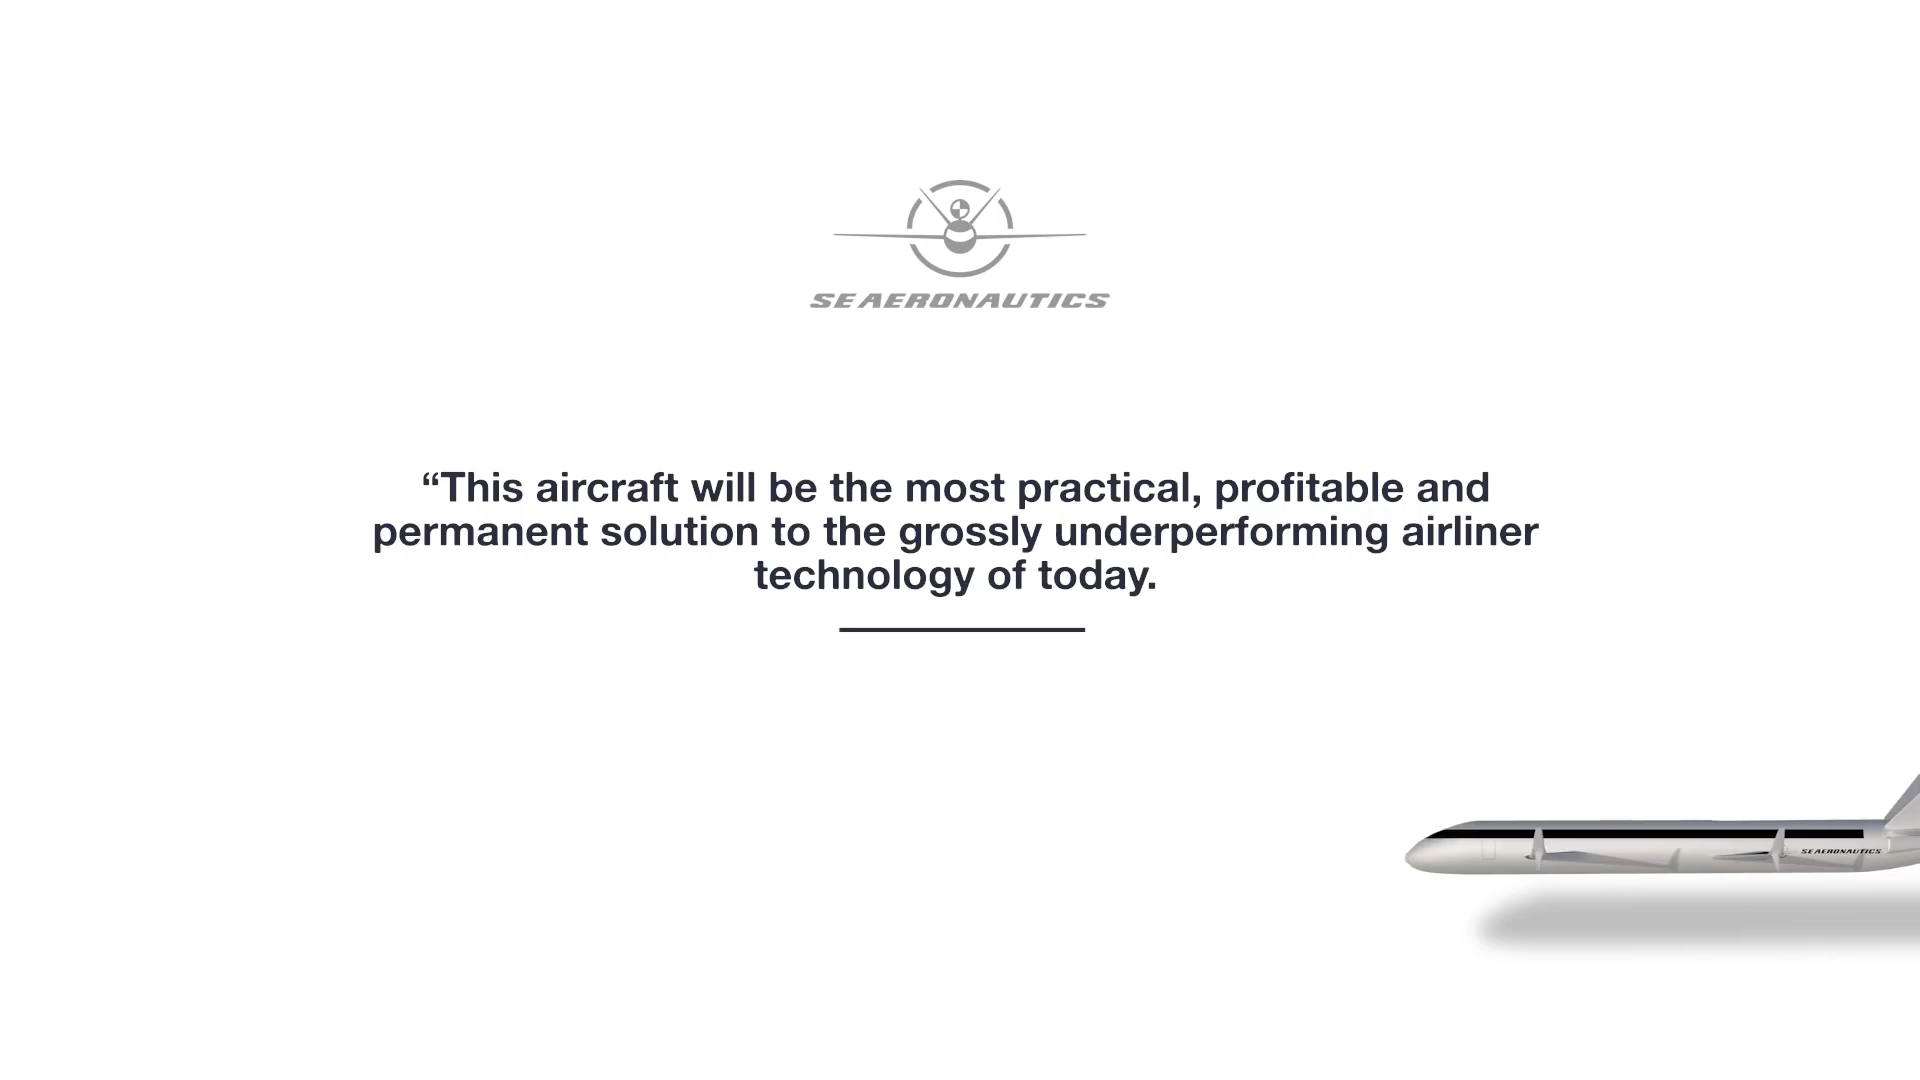 SE AERONAUTICS
“This aircraft will be the most practical, profitable and
permanent solution to the grossly underperforming airliner
technology of today.
SE AERONAUTICS